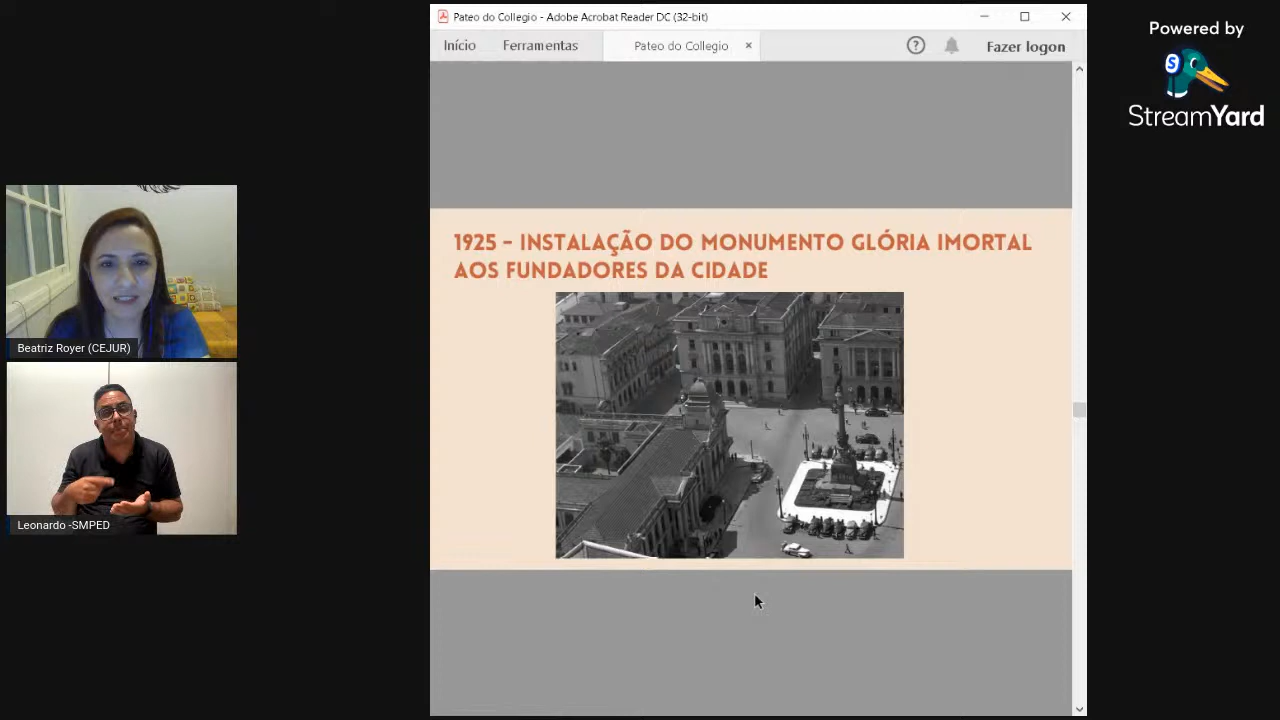 Pateo do Collegio - Adobe Acrobat Reader DC (32-bit)
Início Ferramentas Pateo do Collegio × ? Fazer logon
Powered by
S
StreamYard
1925 - INSTALAÇÃO DO MONUMENTO GLÓRIA IMORTAL
AOS FUNDADORES DA CIDADE
Beatriz Royer (CEJUR)
Leonardo -SMPED